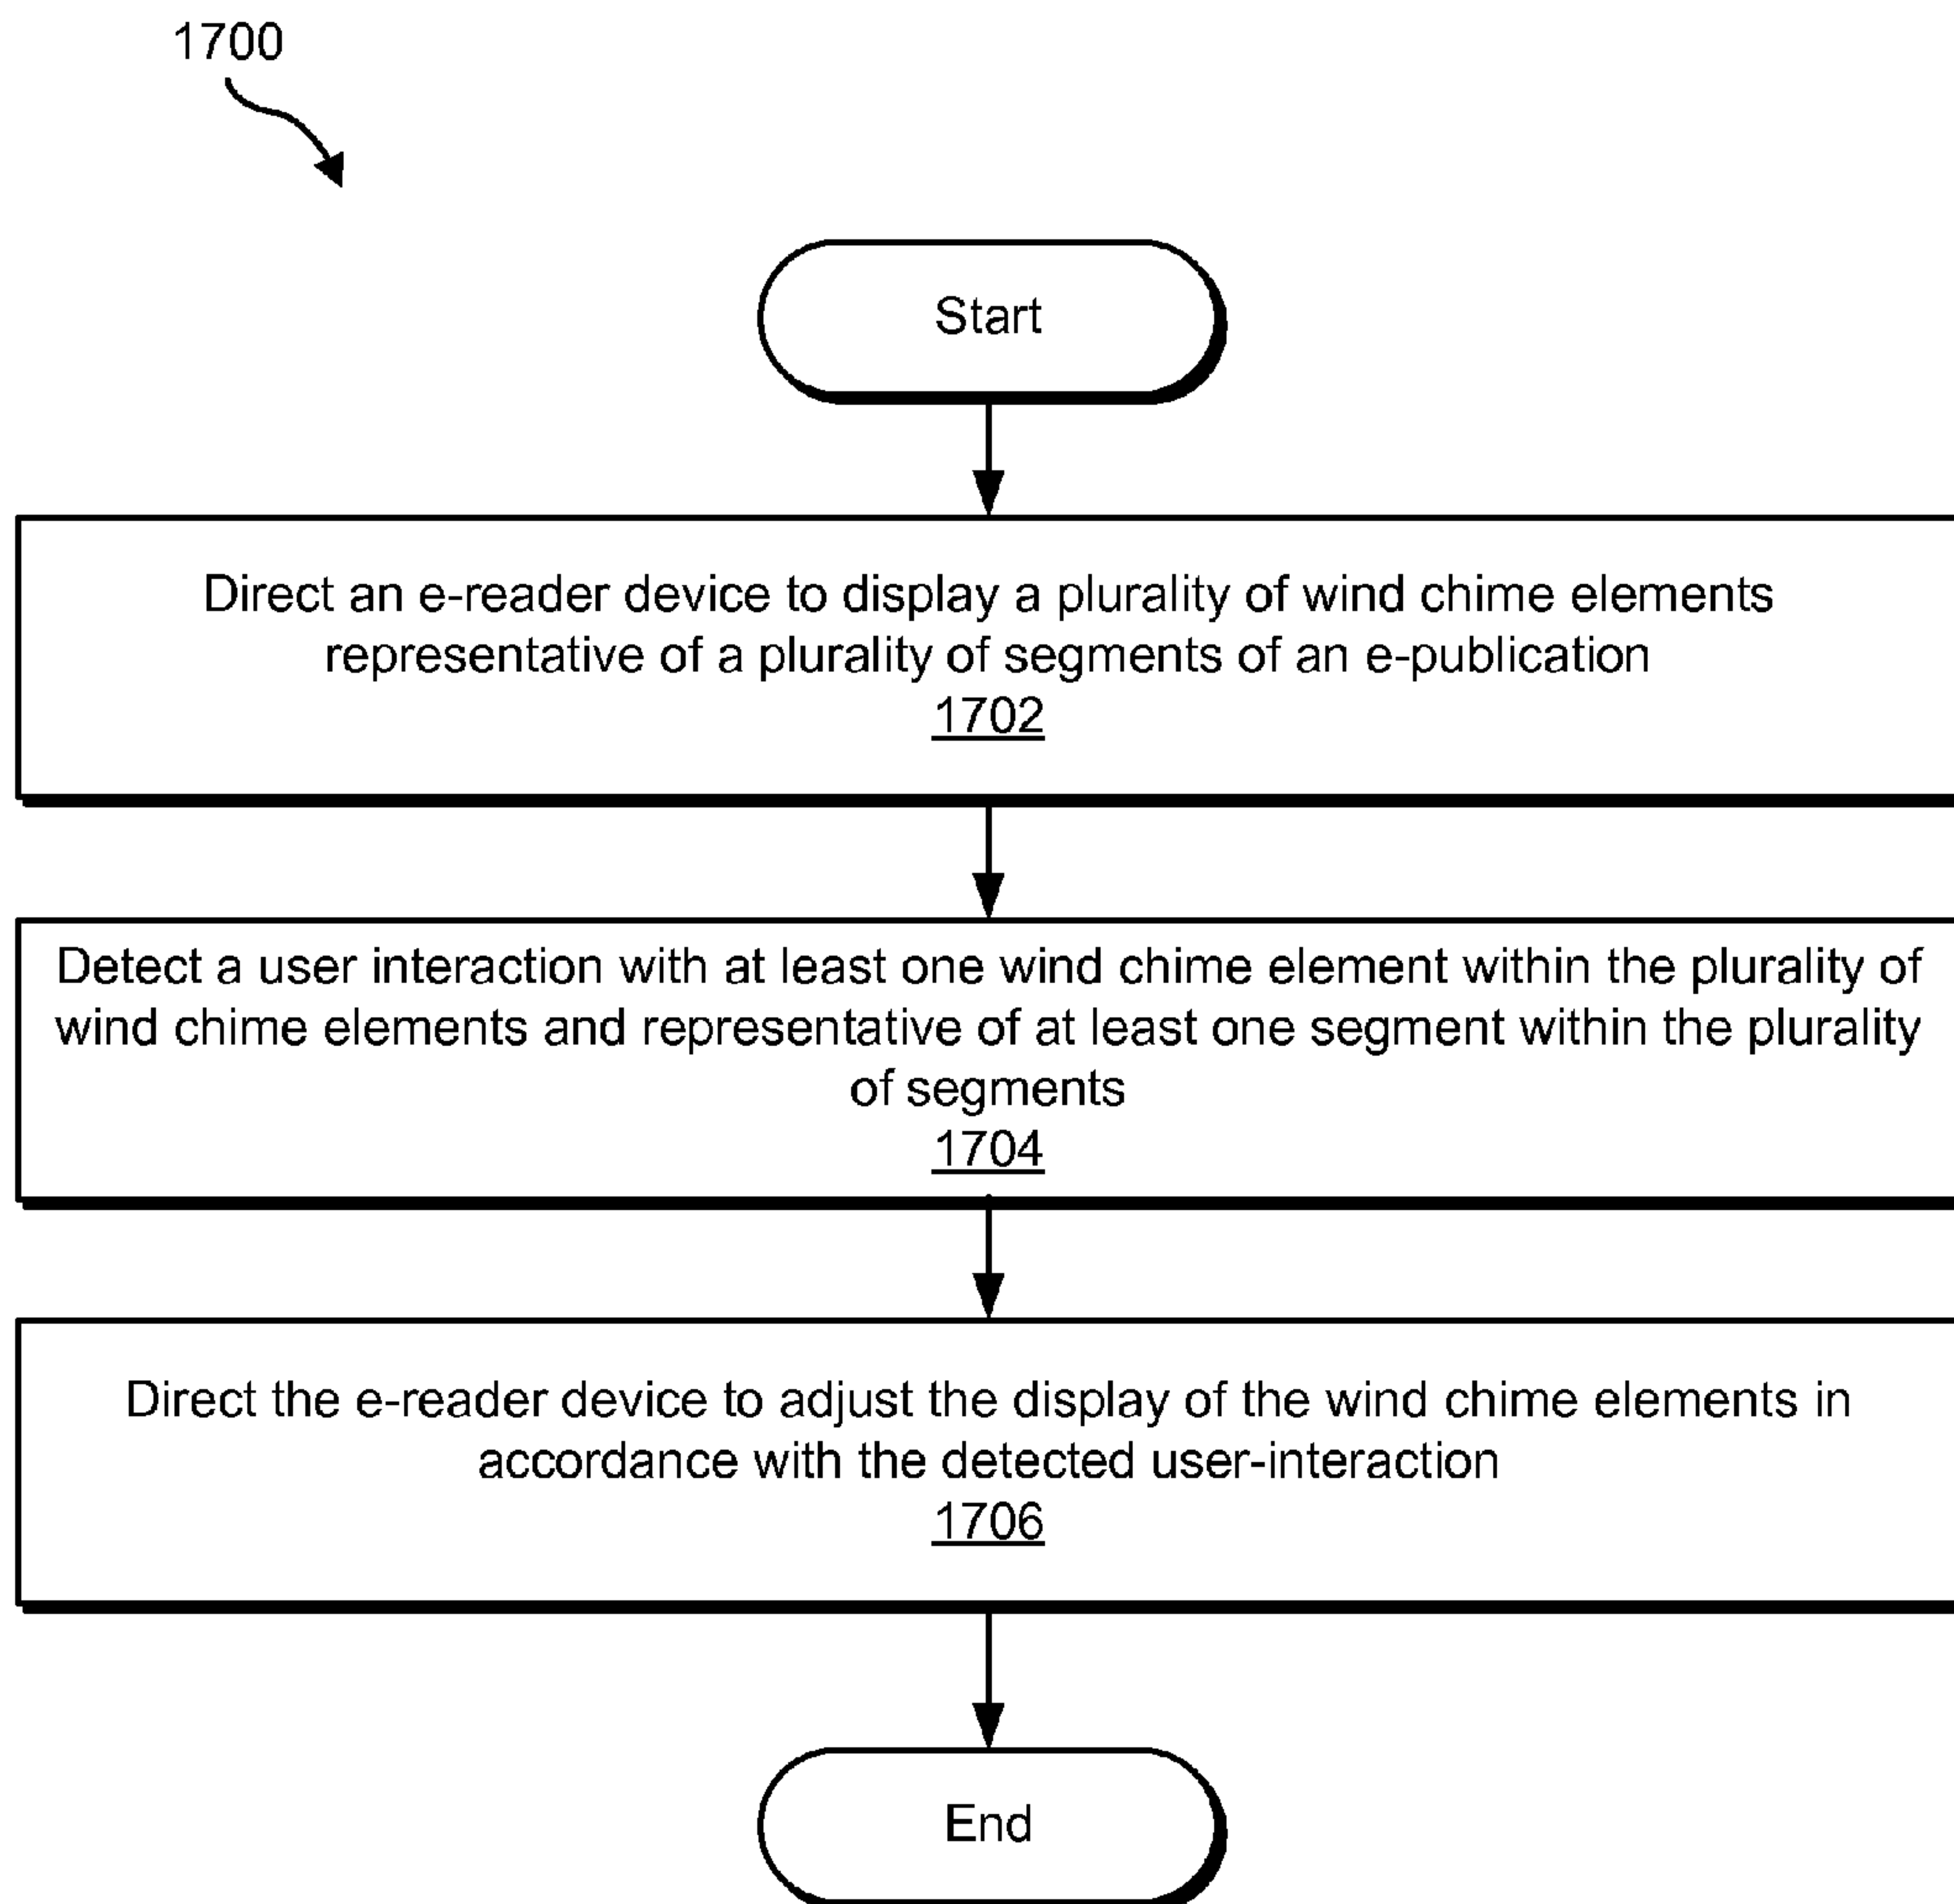 1700
Start
Direct an e-reader device to display a plurality of wind chime elements
representative of a plurality of segments of an e-publication
1702
Detect a user interaction with at least one wind chime element within the plurality of
wind chime elements and representative of at least one segment within the plurality
of segments
1704
Direct the e-reader device to adjust the display of the wind chime elements in
accordance with the detected user-interaction
1706
End